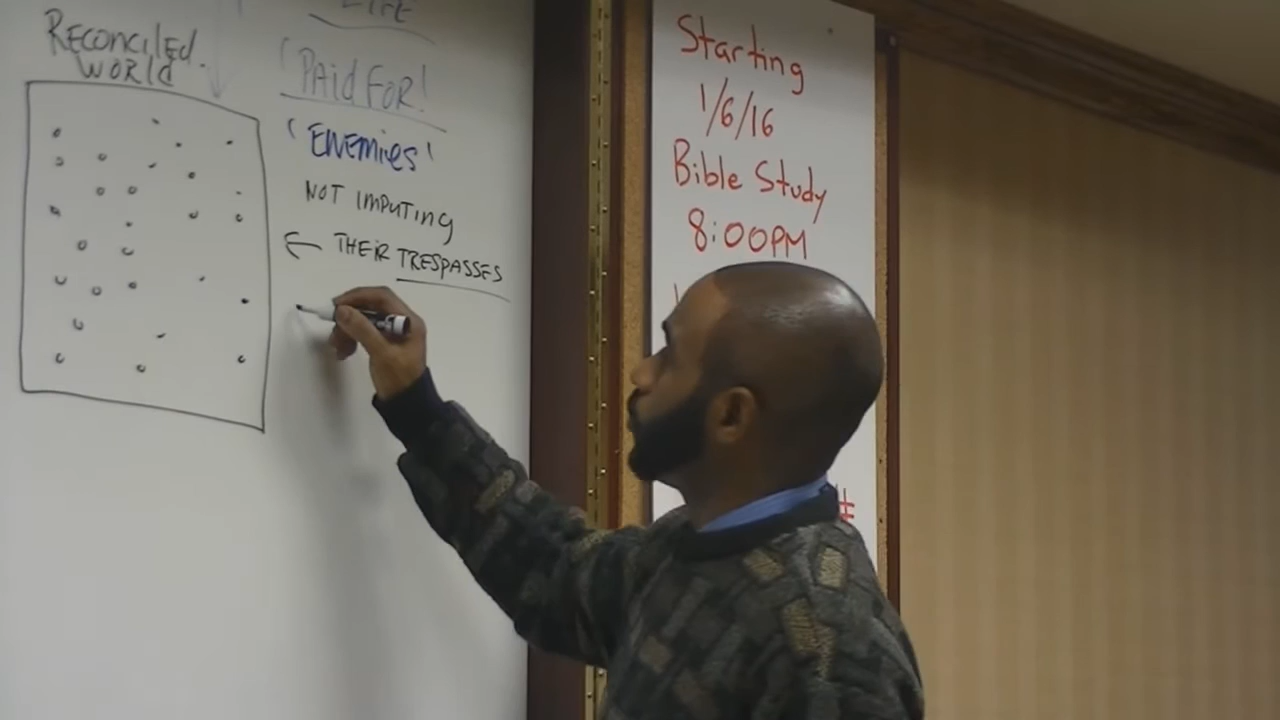 Reconciled.
World
LIFE
'Paid For!
'Enemies'
NOT IMPUTING
← THEIR TRESPASSES
Starting
1/6/16
Bible Study
8:00PM
#